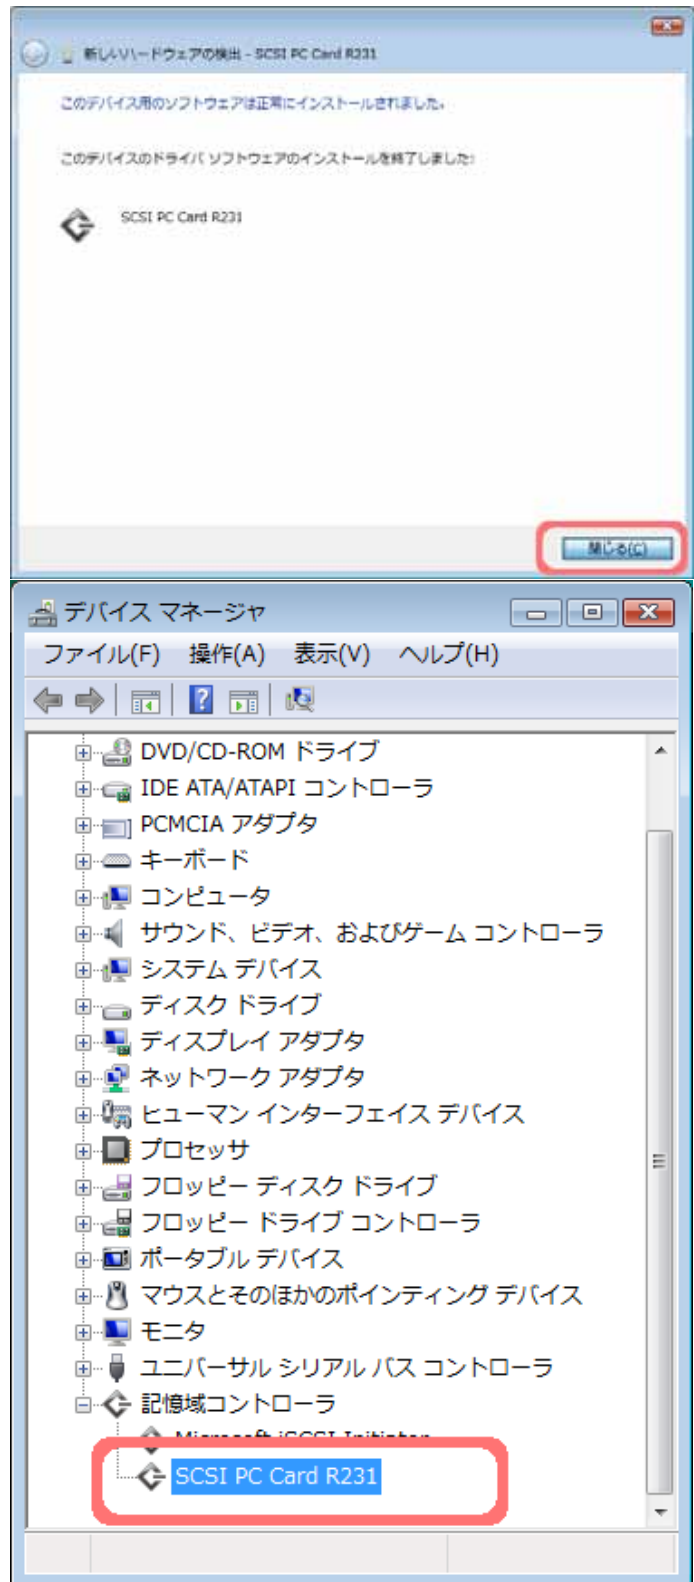 新しいハードウェアの検出 - SCSI PC Card R231
このデバイス用のソフトウェアは正常にインストールされました。
このデバイスのドライバ ソフトウェアのインストールを終了しました:
SCSI PC Card R231
閉じる(C)
デバイス マネージャ
ファイル(F) 操作(A) 表示(V) ヘルプ(H)
DVD/CD-ROM ドライブ
IDE ATA/ATAPI コントローラ
PCMCIA アダプタ
キーボード
コンピュータ
サウンド、ビデオ、およびゲーム コントローラ
システム デバイス
ディスク ドライブ
ディスプレイ アダプタ
ネットワーク アダプタ
ヒューマン インターフェイス デバイス
プロセッサ
フロッピー ディスク ドライブ
フロッピー ドライブ コントローラ
ポータブル デバイス
マウスとそのほかのポインティング デバイス
モニタ
ユニバーサル シリアル バス コントローラ
記憶域コントローラ
Microsoft iSCSI Initiator
SCSI PC Card R231